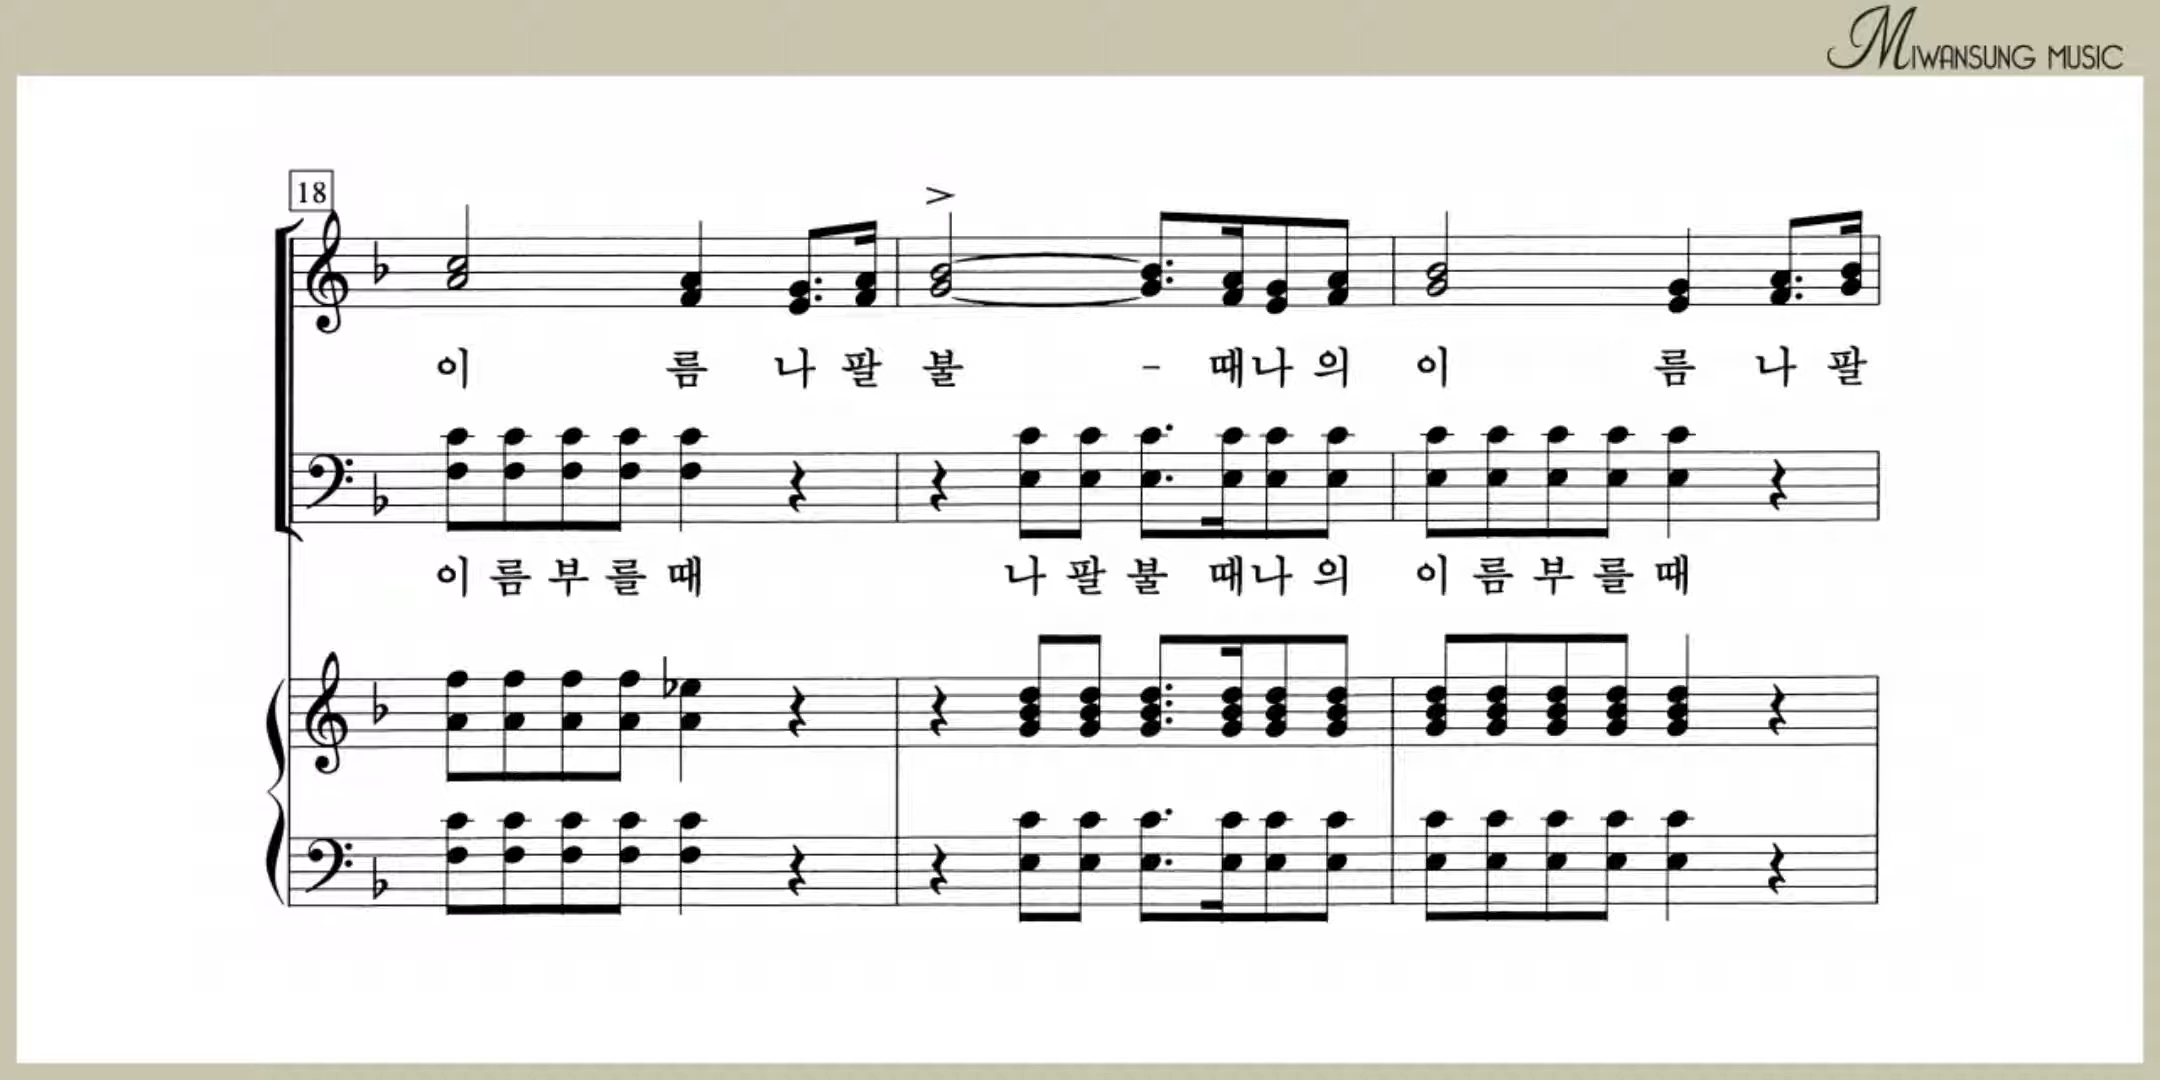 MIWANSUNG MUSIC
18
이 름 나 팔 불 - 때 나 의 이 름 나 팔
이 름 부 를 때 나 팔 불 때 나 의 이 름 부 를 때